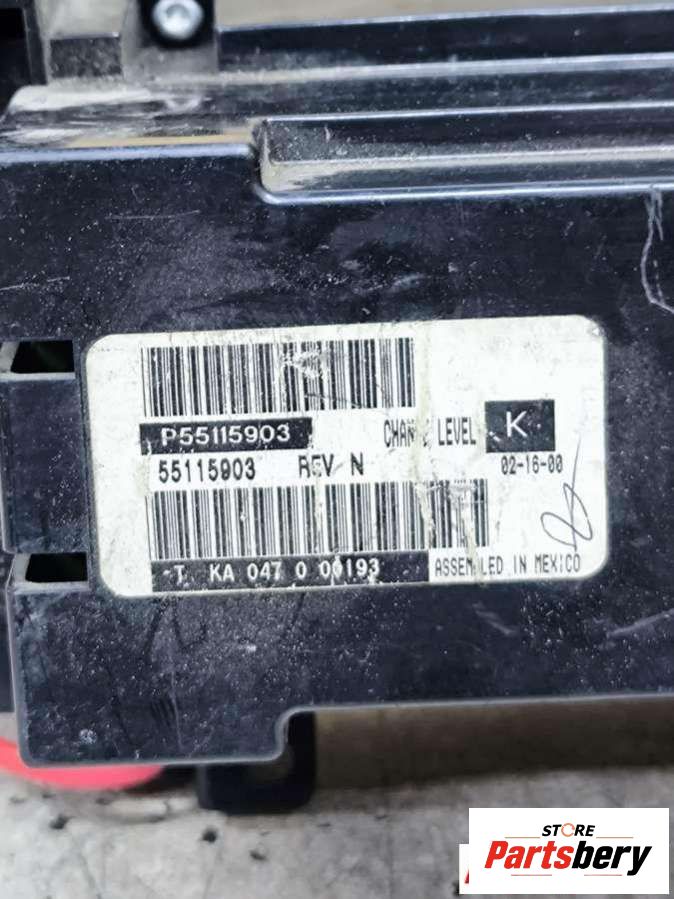 P55115903
CHANGE LEVEL K
55115903 REV N
02-16-00
T KA 047 0 00193
ASSEMBLED IN MEXICO
STORE
Partsbery